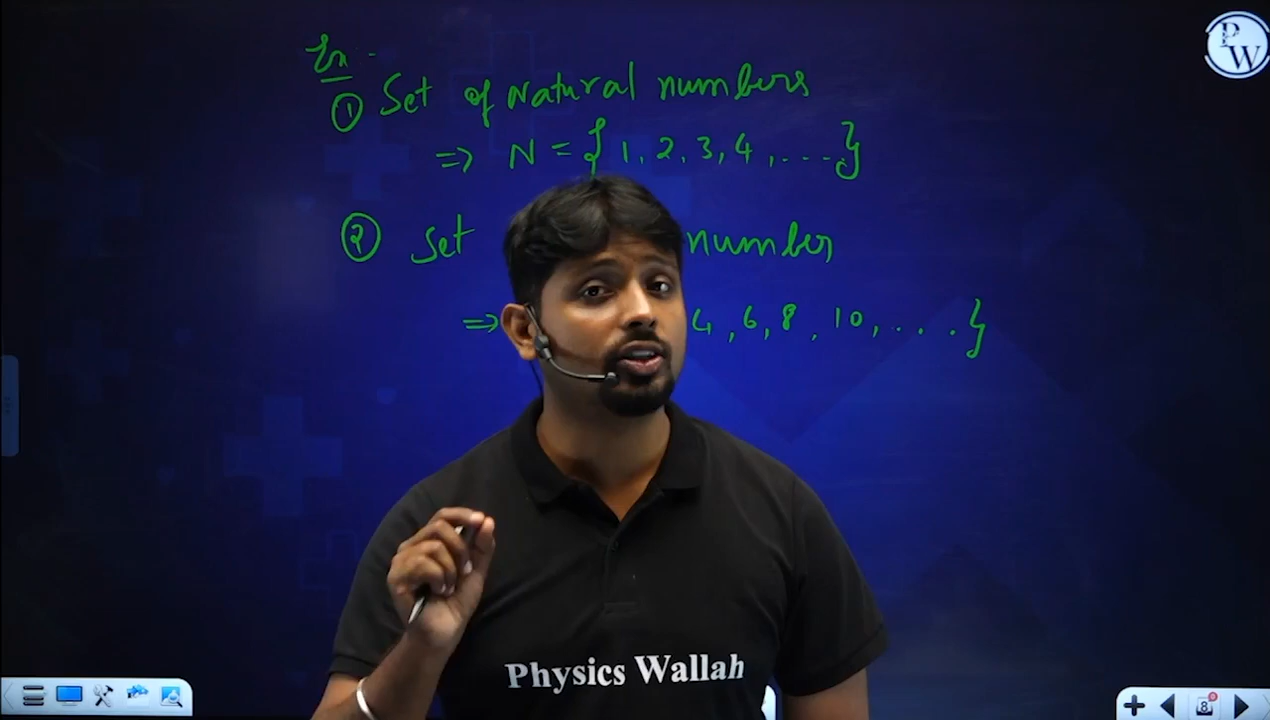 Ex -
① Set of Natural numbers
=> N = { 1, 2, 3, 4, ....}
② Set number
=> 4, 6, 8, 10, ....}
Physics Wallah
PW
8